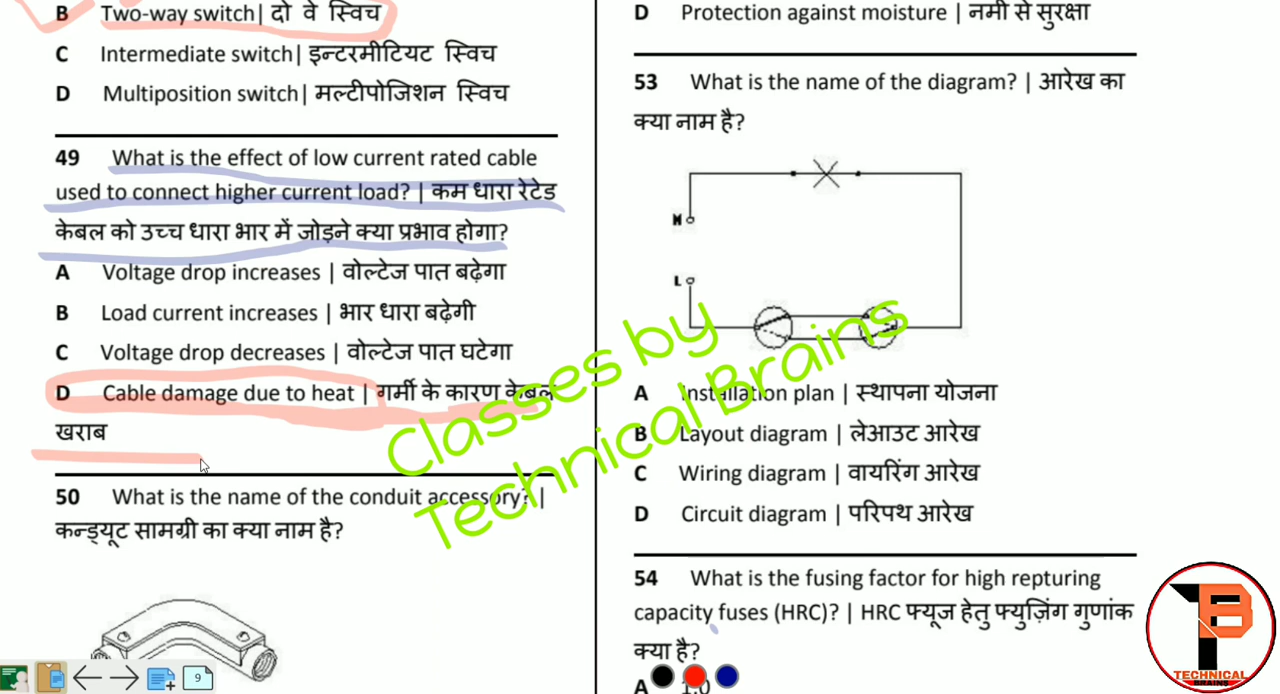 B Two-way switch| दो वे स्विच
C Intermediate switch| इन्टरमीटियट स्विच
D Multiposition switch| मल्टीपोजिशन स्विच
49 What is the effect of low current rated cable
used to connect higher current load? | कम धारा रेटेड
केबल को उच्च धारा भार में जोड़ने क्या प्रभाव होगा?
A Voltage drop increases | वोल्टेज पात बढ़ेगा
B Load current increases | भार धारा बढ़ेगी
C Voltage drop decreases | वोल्टेज पात घटेगा
D Cable damage due to heat | गर्मी के कारण केबल
खराब
50 What is the name of the conduit accessory? |
कन्ड्यूट सामग्री का क्या नाम है?
9
D Protection against moisture | नमी से सुरक्षा
53 What is the name of the diagram? | आरेख का
क्या नाम है?
N
L
A Installation plan | स्थापना योजना
B Layout diagram | लेआउट आरेख
C Wiring diagram | वायरिंग आरेख
D Circuit diagram | परिपथ आरेख
54 What is the fusing factor for high repturing
capacity fuses (HRC)? | HRC फ्यूज हेतु फ्युज़िंग गुणांक
क्या है?
A 1.0
Classes by
Technical Brains
TB
TECHNICAL
BRAINS